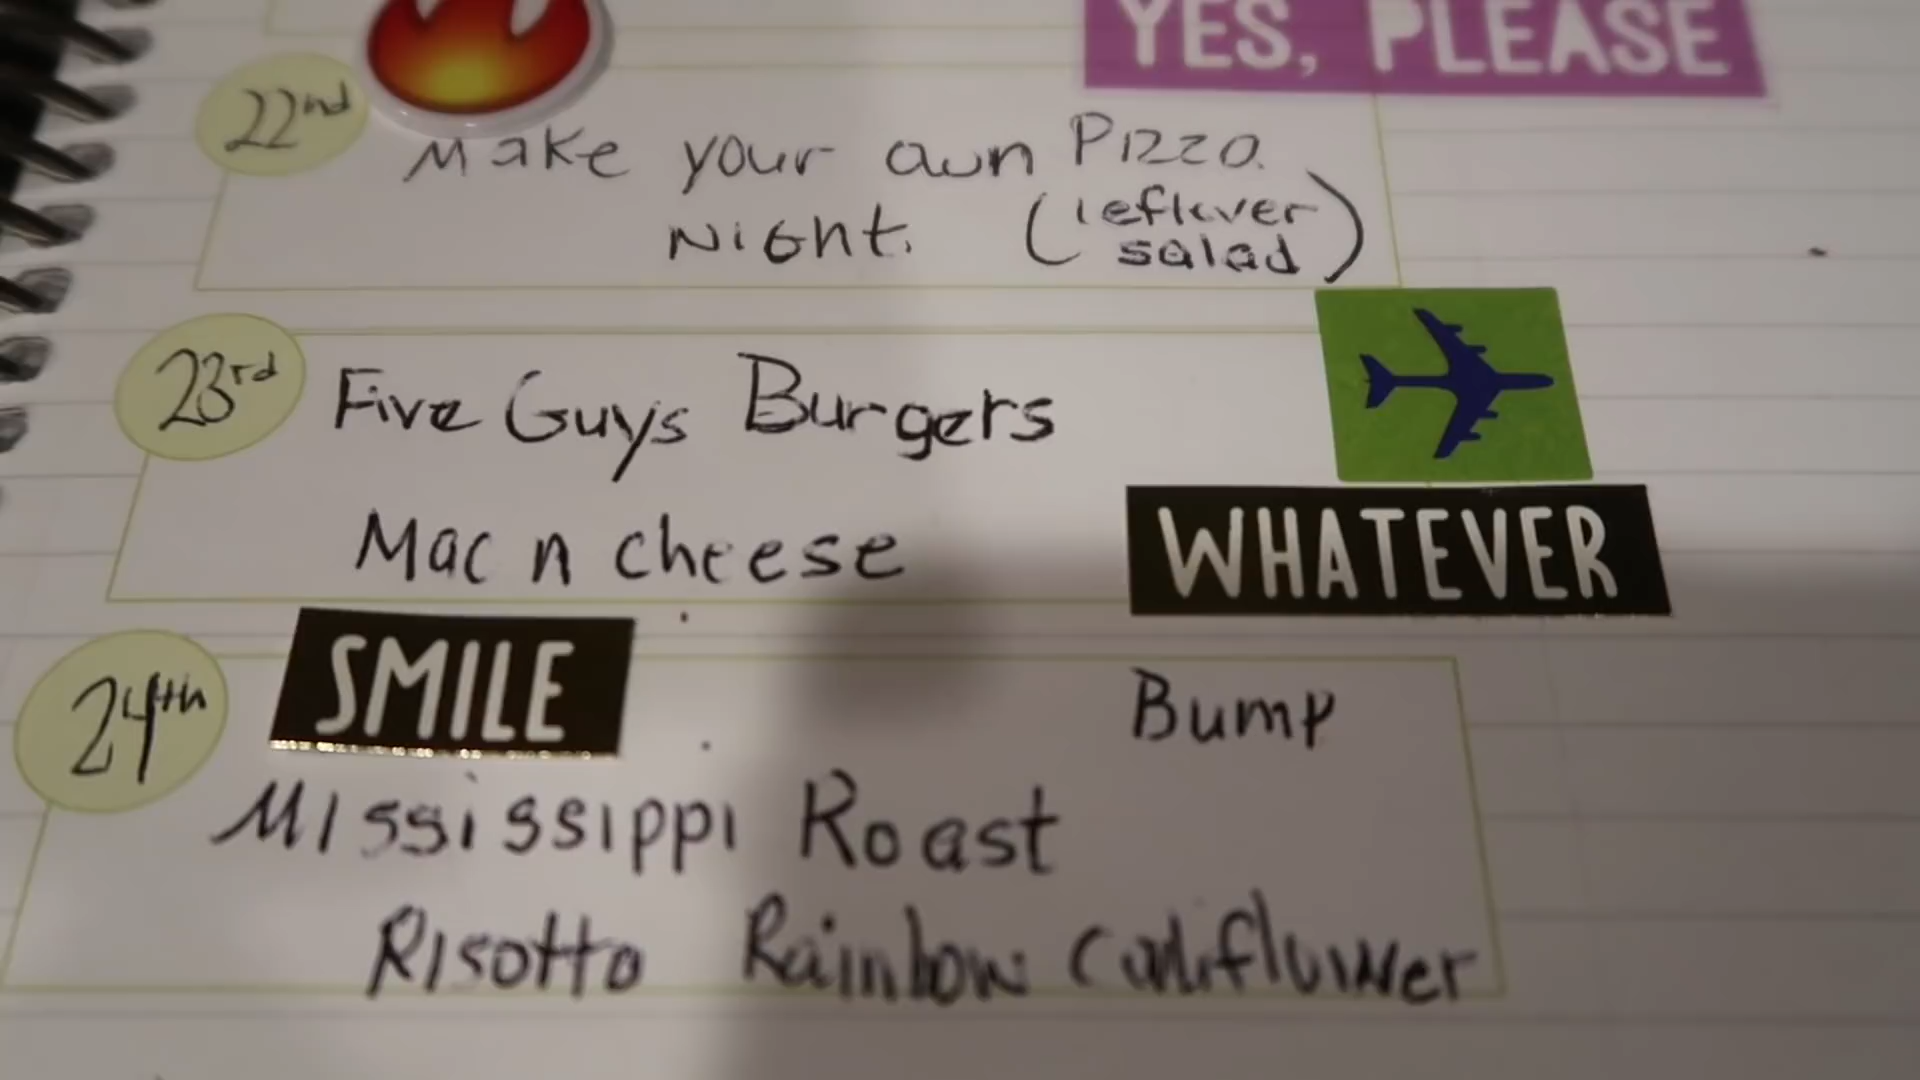 YES, PLEASE
22nd
Make your own Pizza
Night. (leftover
salad)
23rd
Five Guys Burgers
Mac n cheese
WHATEVER
24th
SMILE
Bump
Mississippi Roast
Risotto Rainbow Cauliflower